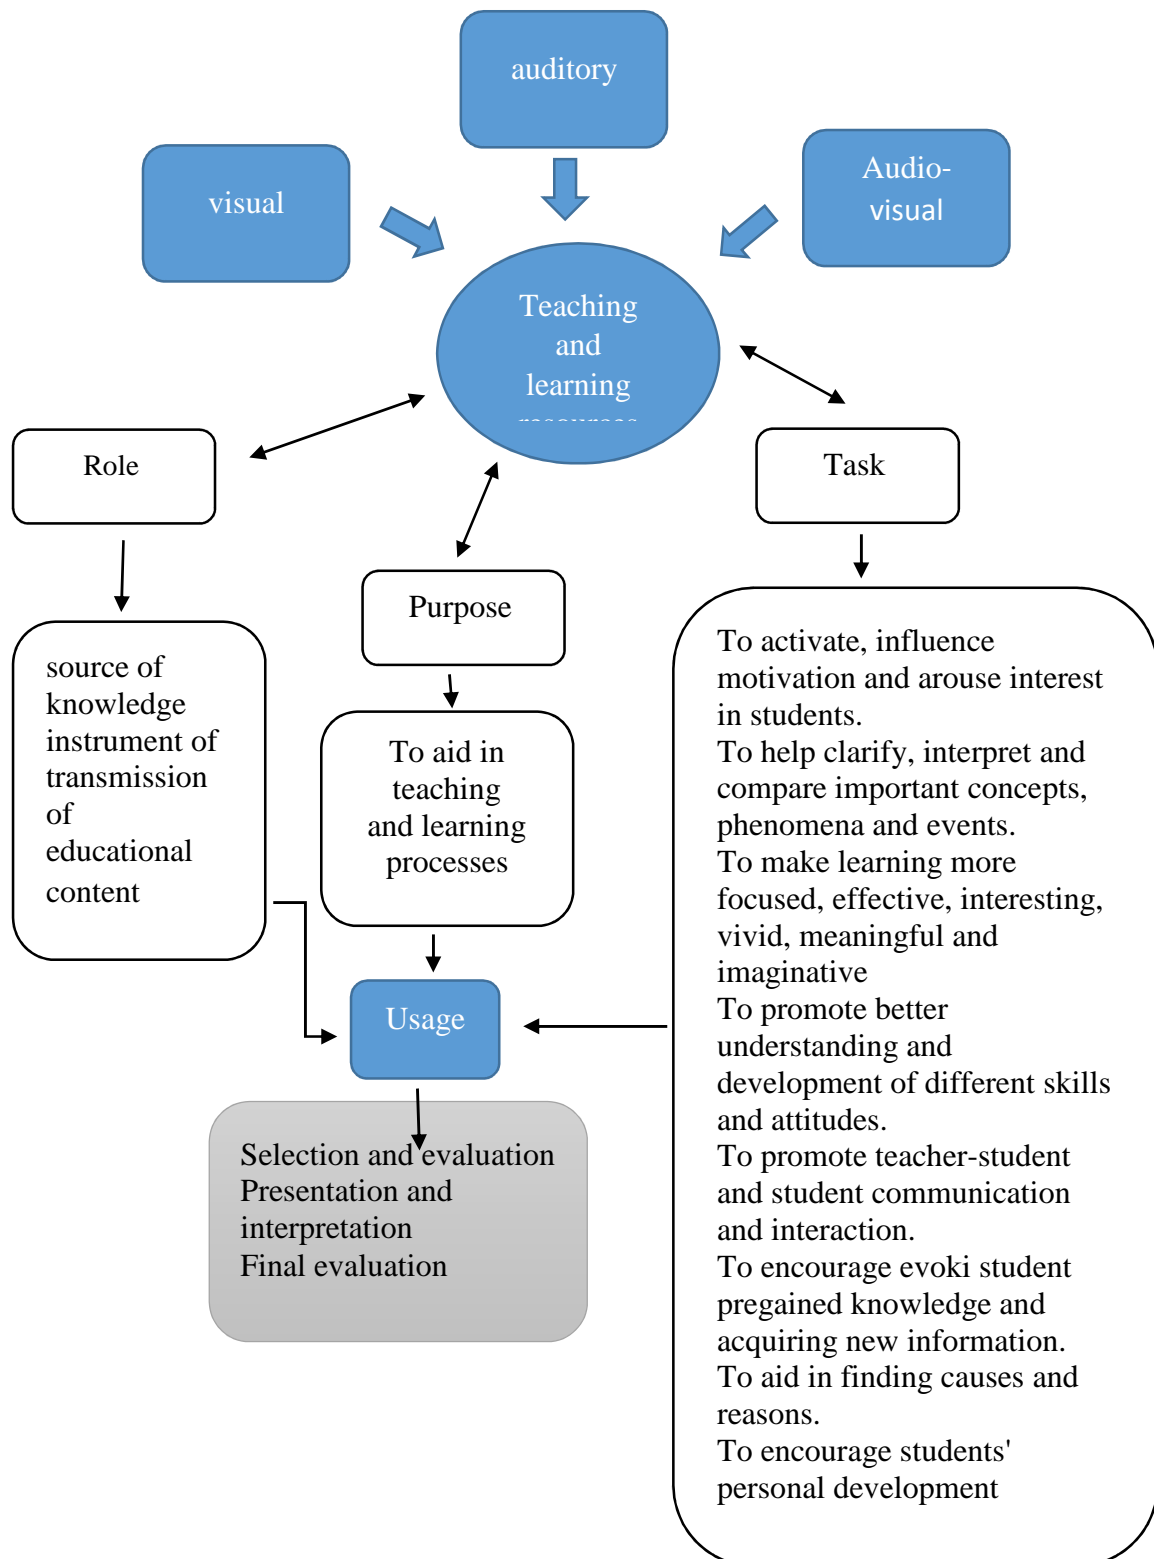 auditory
visual
Audio-
visual
Teaching
and
learning
resources
Role
Task
Purpose
source of
knowledge
instrument of
transmission
of
educational
content
To aid in
teaching
and learning
processes
To activate, influence
motivation and arouse interest
in students.
To help clarify, interpret and
compare important concepts,
phenomena and events.
To make learning more
focused, effective, interesting,
vivid, meaningful and
imaginative
To promote better
understanding and
development of different skills
and attitudes.
To promote teacher-student
and student communication
and interaction.
To encourage evoki student
pregained knowledge and
acquiring new information.
To aid in finding causes and
reasons.
To encourage students'
personal development
Usage
Selection and evaluation
Presentation and
interpretation
Final evaluation